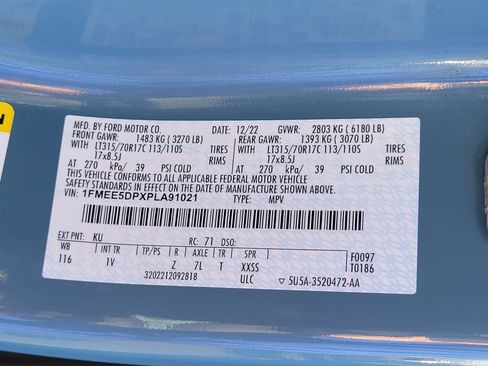 MFD. BY FORD MOTOR CO. DATE: 12/22 GVWR: 2803 KG ( 6180 LB)
FRONT GAWR: 1483 KG ( 3270 LB) REAR GAWR: 1393 KG ( 3070 LB)
WITH LT315/70R17C 113/110S TIRES WITH LT315/70R17C 113/110S TIRES
17x8.5J RIMS 17x8.5J RIMS
AT 270 kPa/ 39 PSI COLD AT 270 kPa/ 39 PSI COLD
THIS VEHICLE CONFORMS TO ALL APPLICABLE FEDERAL MOTOR VEHICLE SAFETY AND BUMPER STANDARDS IN EFFECT ON THE DATE OF MANUFACTURE SHOWN ABOVE.
VIN: 1FMEE5DPXPLA91021 TYPE: MPV
EXT PNT: KU RC: 71 DSO: F0097
WB TP/PS R AXLE TR SPR T0186
116 1V Z 7L T XXSS
3202212092818 ULC 5U5A-3520472-AA